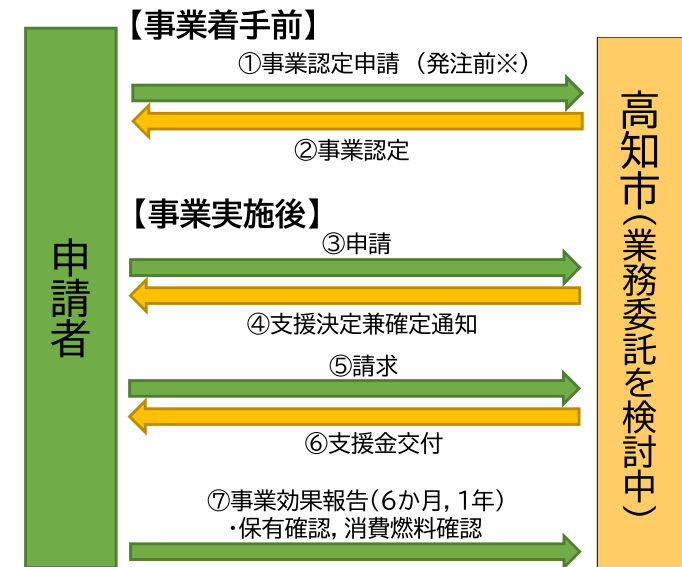 【事業着手前】
①事業認定申請（発注前※）
②事業認定
【事業実施後】
③申請
④支援決定兼確定通知
⑤請求
⑥支援金交付
⑦事業効果報告（6か月，1年）
・保有確認，消費燃料確認
申請者
高知市（業務委託を検討中）